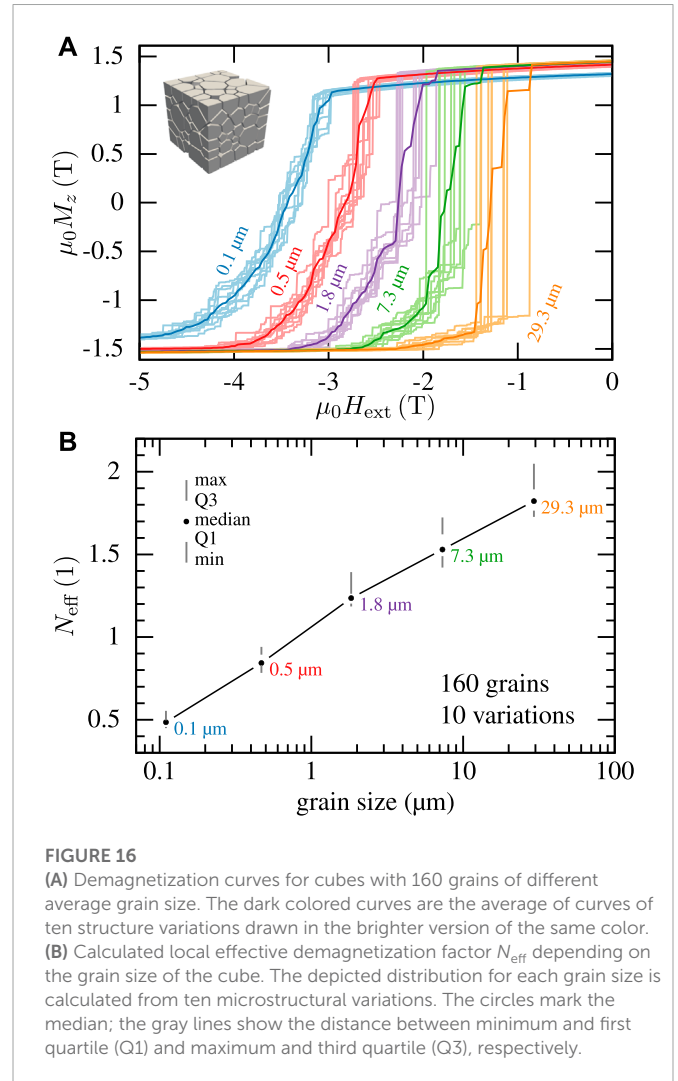 A
1.5
1.0
0.5
0
-0.5
-1.0
-1.5
μ₀M_z (T)
0.1 μm
0.5 μm
1.8 μm
7.3 μm
29.3 μm
-5 -4 -3 -2 -1 0
μ₀H_ext (T)
B
2
1.5
1
0.5
N_eff (1)
max
Q3
median
Q1
min
29.3 μm
7.3 μm
1.8 μm
0.5 μm
0.1 μm
160 grains
10 variations
0.1 1 10 100
grain size (μm)
FIGURE 16
(A) Demagnetization curves for cubes with 160 grains of different
average grain size. The dark colored curves are the average of curves of
ten structure variations drawn in the brighter version of the same color.
(B) Calculated local effective demagnetization factor N_eff depending on
the grain size of the cube. The depicted distribution for each grain size is
calculated from ten microstructural variations. The circles mark the
median; the gray lines show the distance between minimum and first
quartile (Q1) and maximum and third quartile (Q3), respectively.